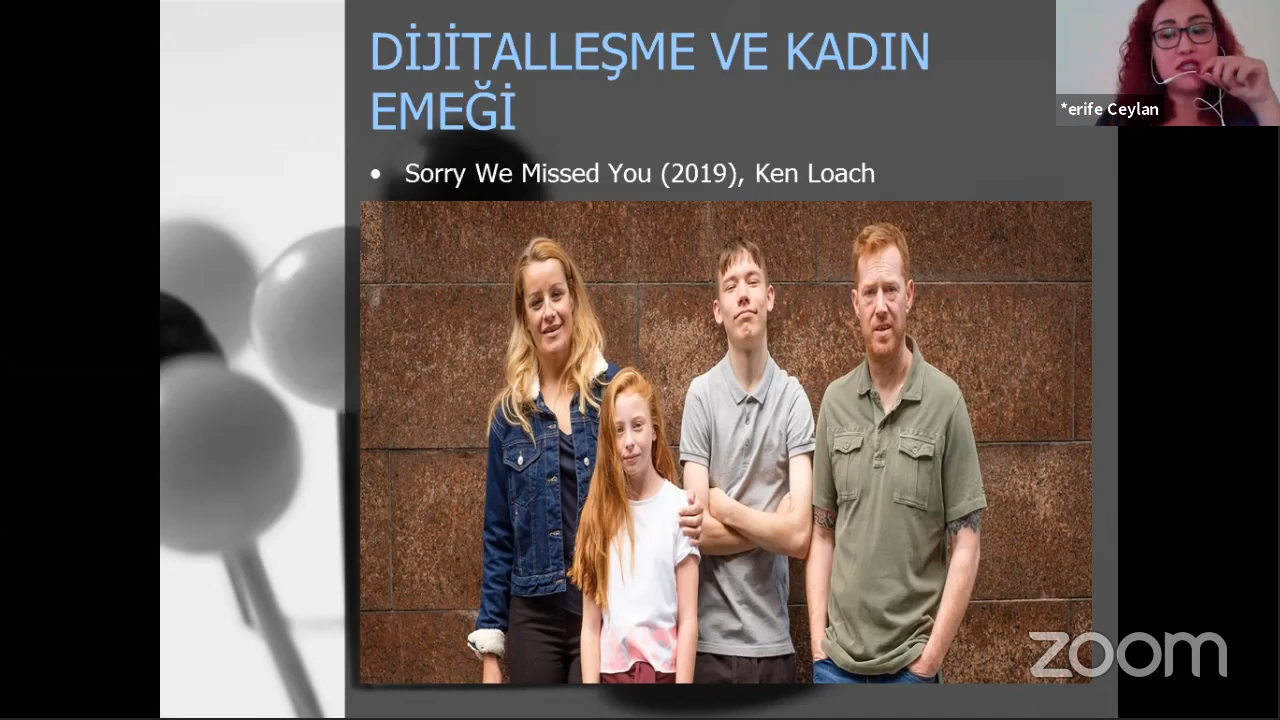 DİJİTALLEŞME VE KADIN
EMEĞİ
• Sorry We Missed You (2019), Ken Loach
*erife Ceylan
zoom